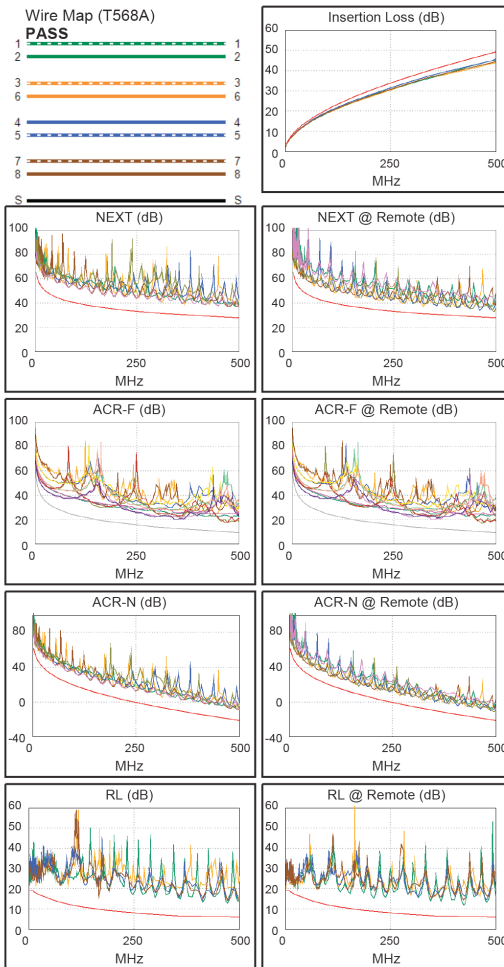 Wire Map (T568A)
PASS
1 1
2 2
3 3
6 6
4 4
5 5
7 7
8 8
S S
Insertion Loss (dB)
60
50
40
30
20
10
0
0 250 500
MHz
NEXT (dB)
100
80
60
40
20
0
0 250 500
MHz
NEXT @ Remote (dB)
100
80
60
40
20
0
0 250 500
MHz
ACR-F (dB)
100
80
60
40
20
0
0 250 500
MHz
ACR-F @ Remote (dB)
100
80
60
40
20
0
0 250 500
MHz
ACR-N (dB)
80
40
0
-40
0 250 500
MHz
ACR-N @ Remote (dB)
80
40
0
-40
0 250 500
MHz
RL (dB)
60
50
40
30
20
10
0
0 250 500
MHz
RL @ Remote (dB)
60
50
40
30
20
10
0
0 250 500
MHz